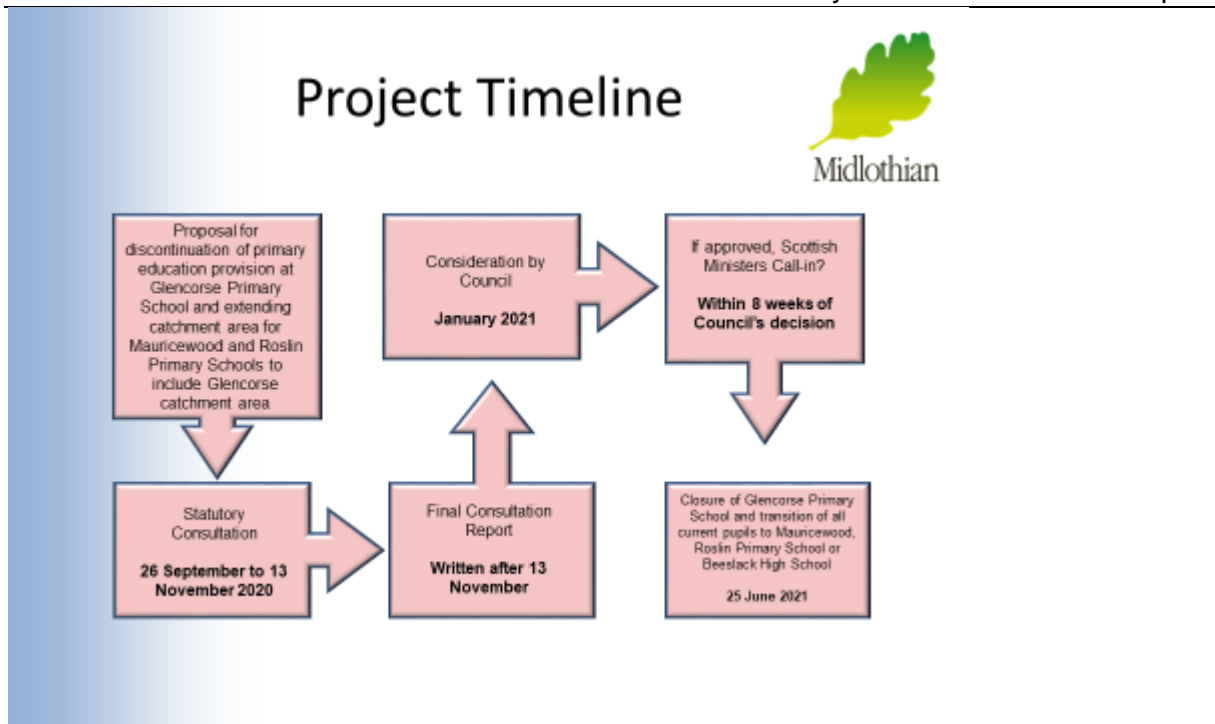 Project Timeline
Midlothian
Proposal for
discontinuation of primary
education provision at
Glencorse Primary
School and extending
catchment area for
Mauricewood and Roslin
Primary Schools to
include Glencorse
catchment area
Statutory
Consultation
26 September to 13
November 2020
Final Consultation
Report
Written after 13
November
Consideration by
Council
January 2021
If approved, Scottish
Ministers Call-in?
Within 8 weeks of
Council's decision
Closure of Glencorse Primary
School and transition of all
current pupils to Mauricewood,
Roslin Primary School or
Beeslack High School
25 June 2021